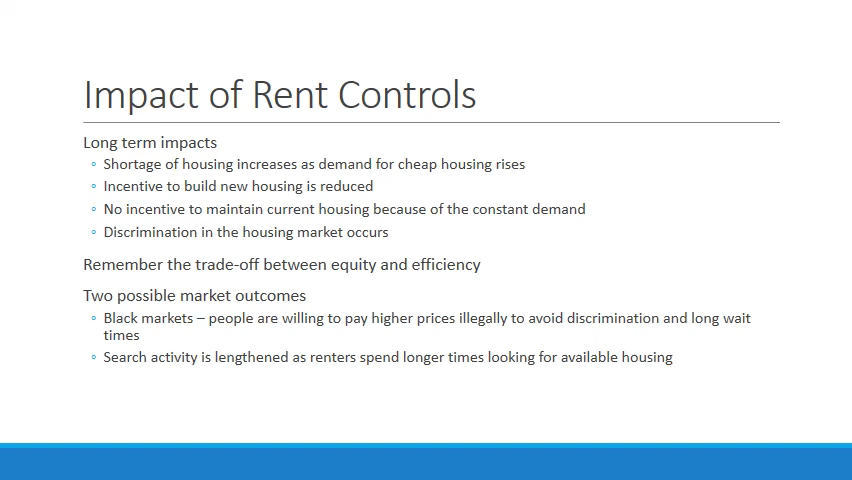 Impact of Rent Controls
Long term impacts
◦ Shortage of housing increases as demand for cheap housing rises
◦ Incentive to build new housing is reduced
◦ No incentive to maintain current housing because of the constant demand
◦ Discrimination in the housing market occurs
Remember the trade-off between equity and efficiency
Two possible market outcomes
◦ Black markets – people are willing to pay higher prices illegally to avoid discrimination and long wait
times
◦ Search activity is lengthened as renters spend longer times looking for available housing